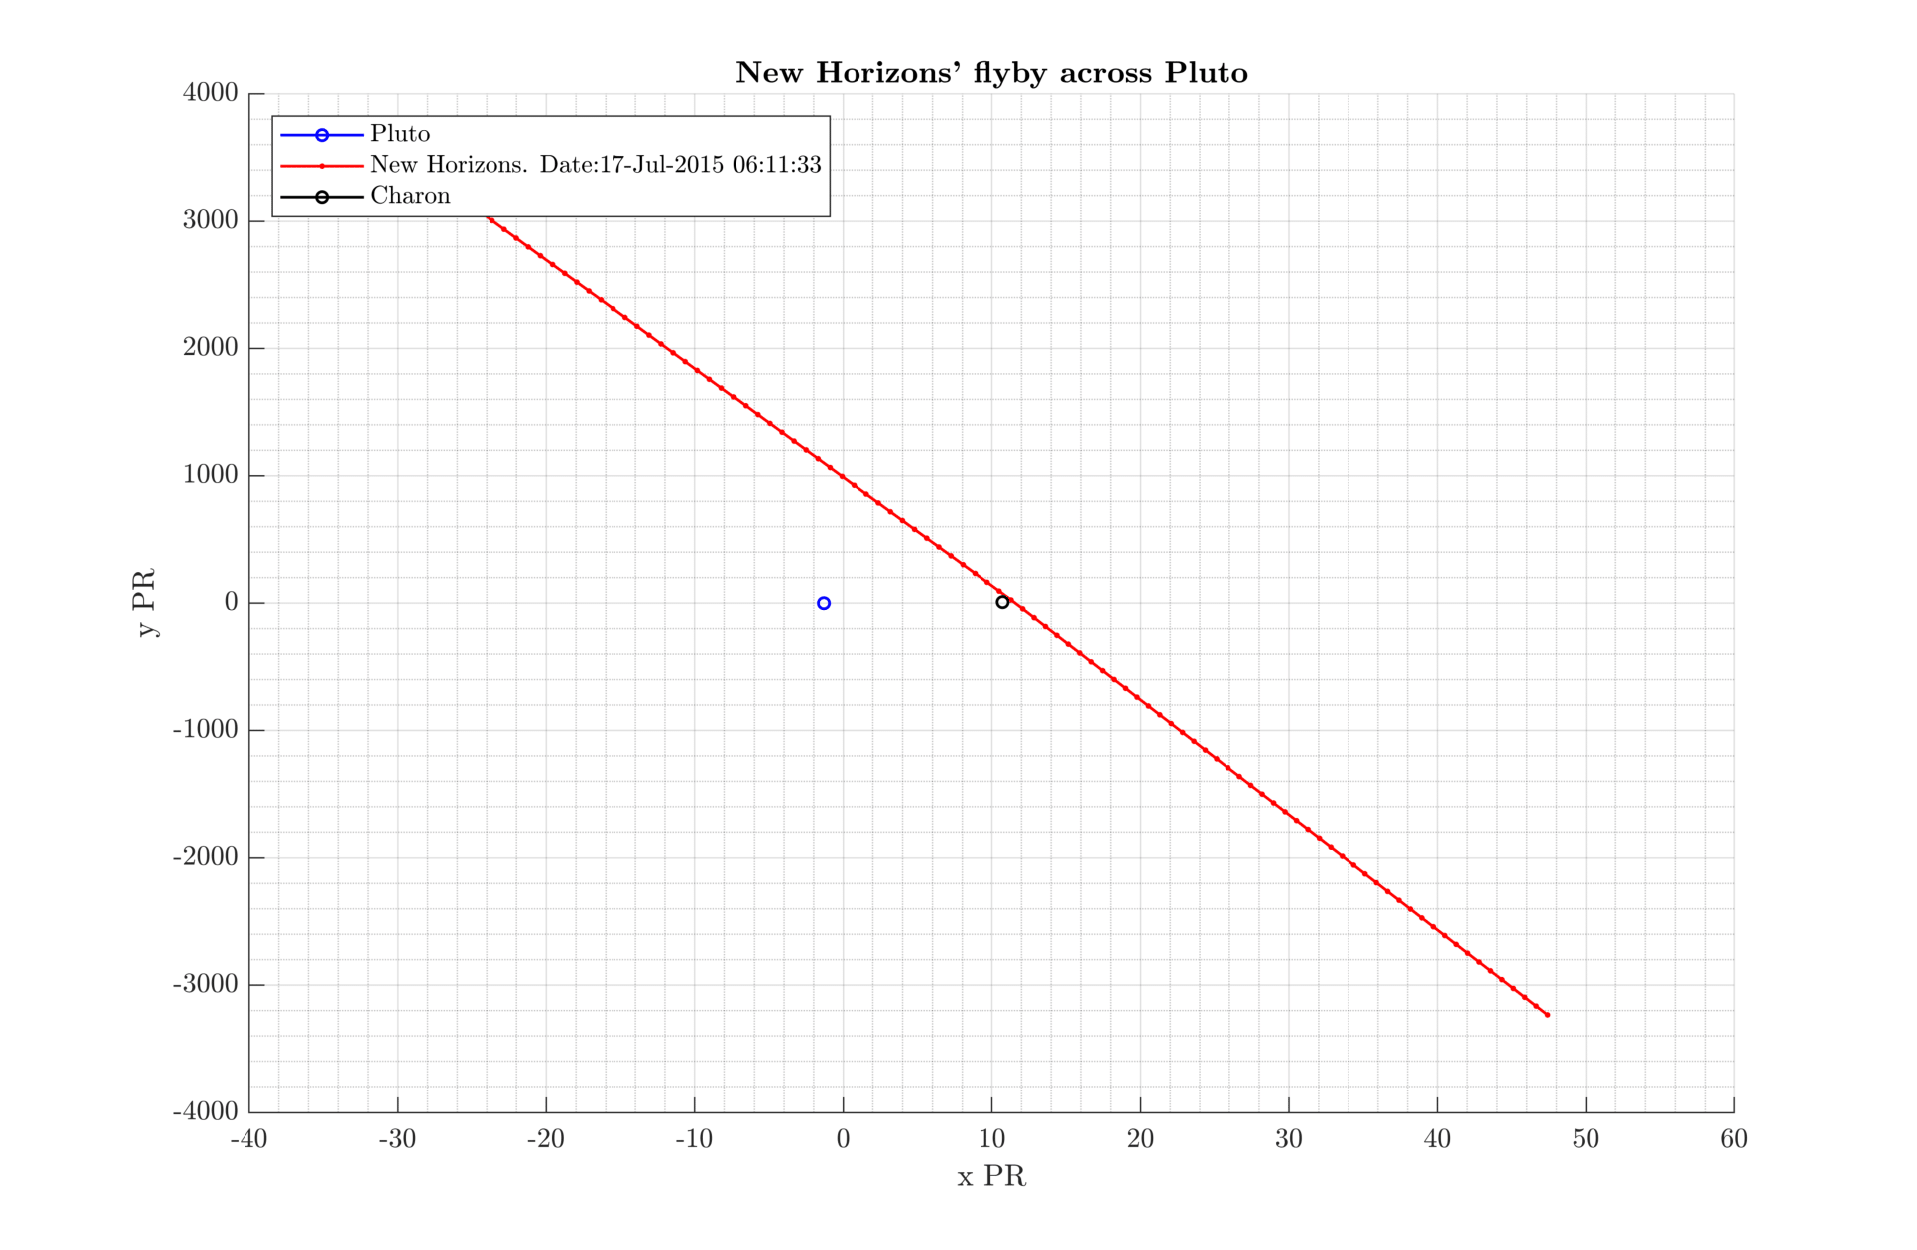 New Horizons' flyby across Pluto
4000
Pluto
New Horizons. Date:17-Jul-2015 06:11:33
Charon
3000
2000
1000
0
-1000
-2000
-3000
-4000
y PR
-40 -30 -20 -10 0 10 20 30 40 50 60
x PR